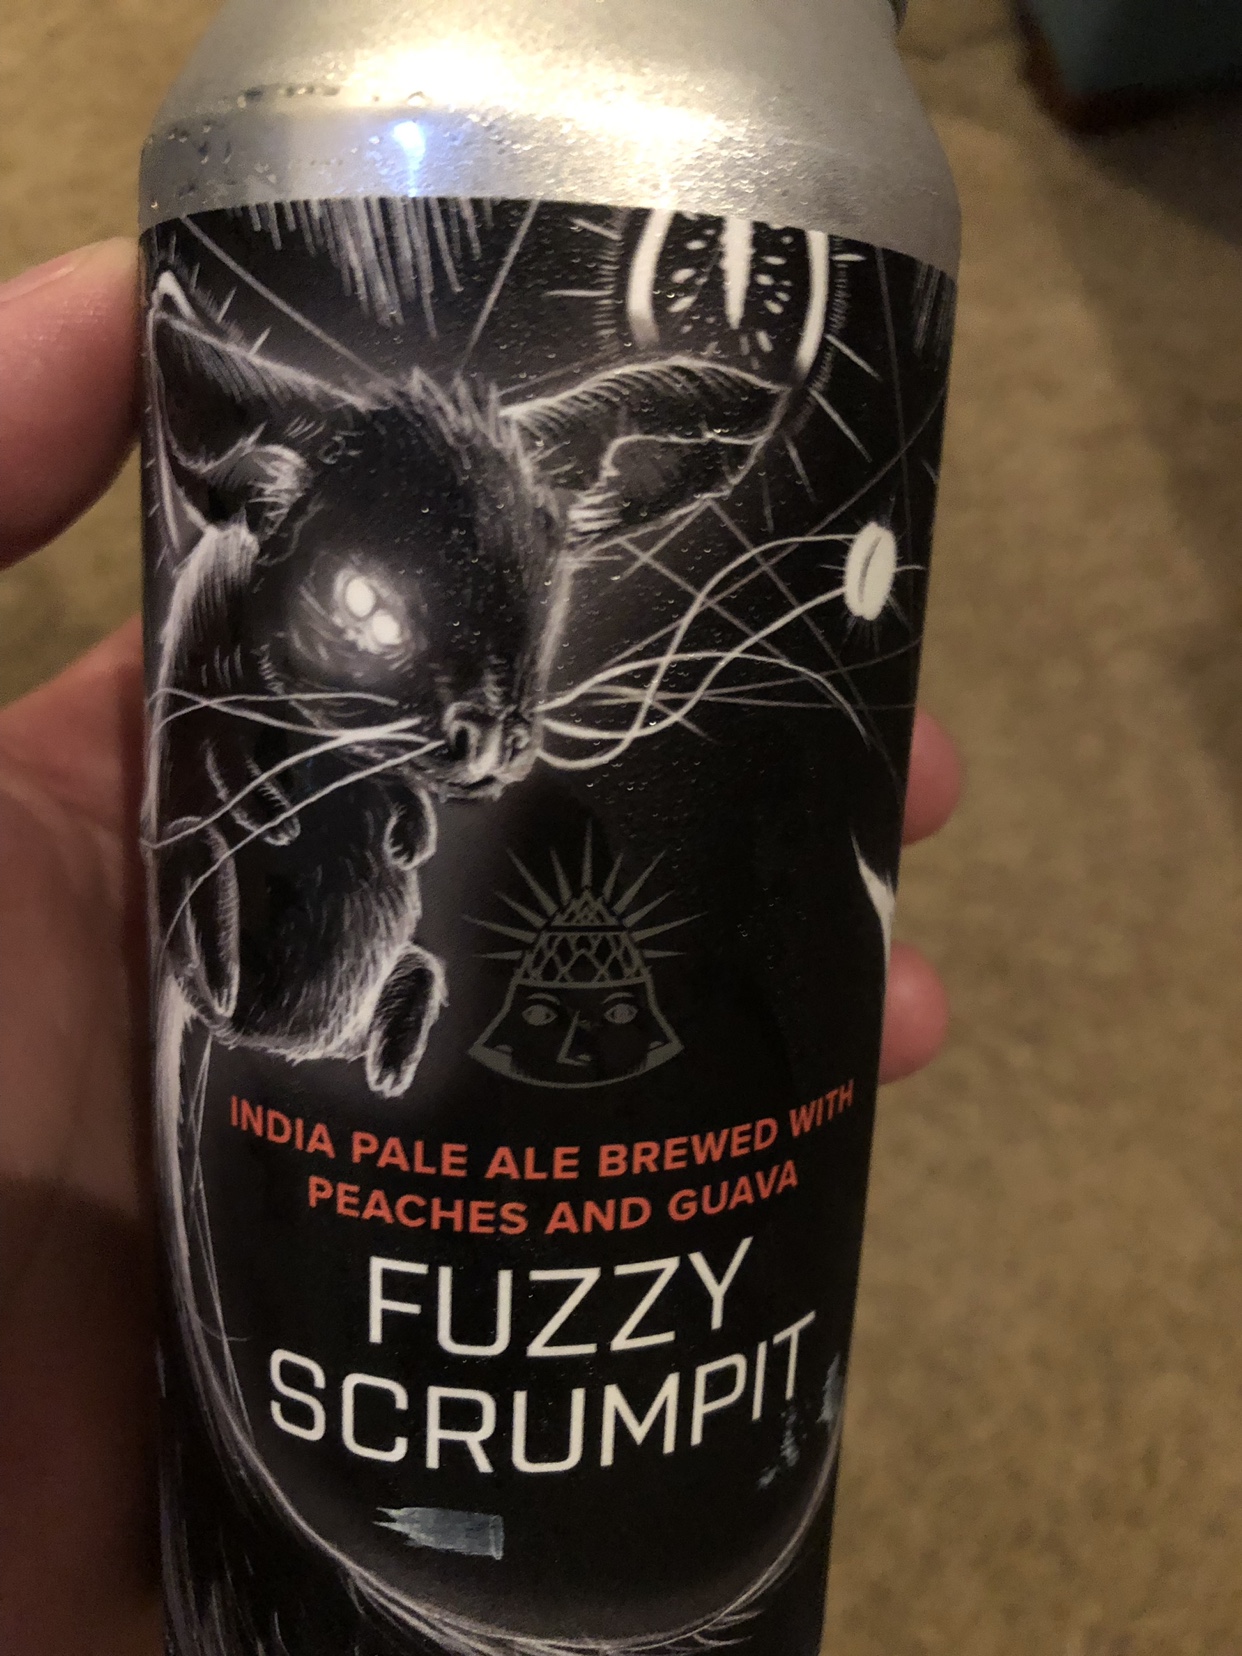 INDIA PALE ALE BREWED WITH
PEACHES AND GUAVA
FUZZY
SCRUMPIT